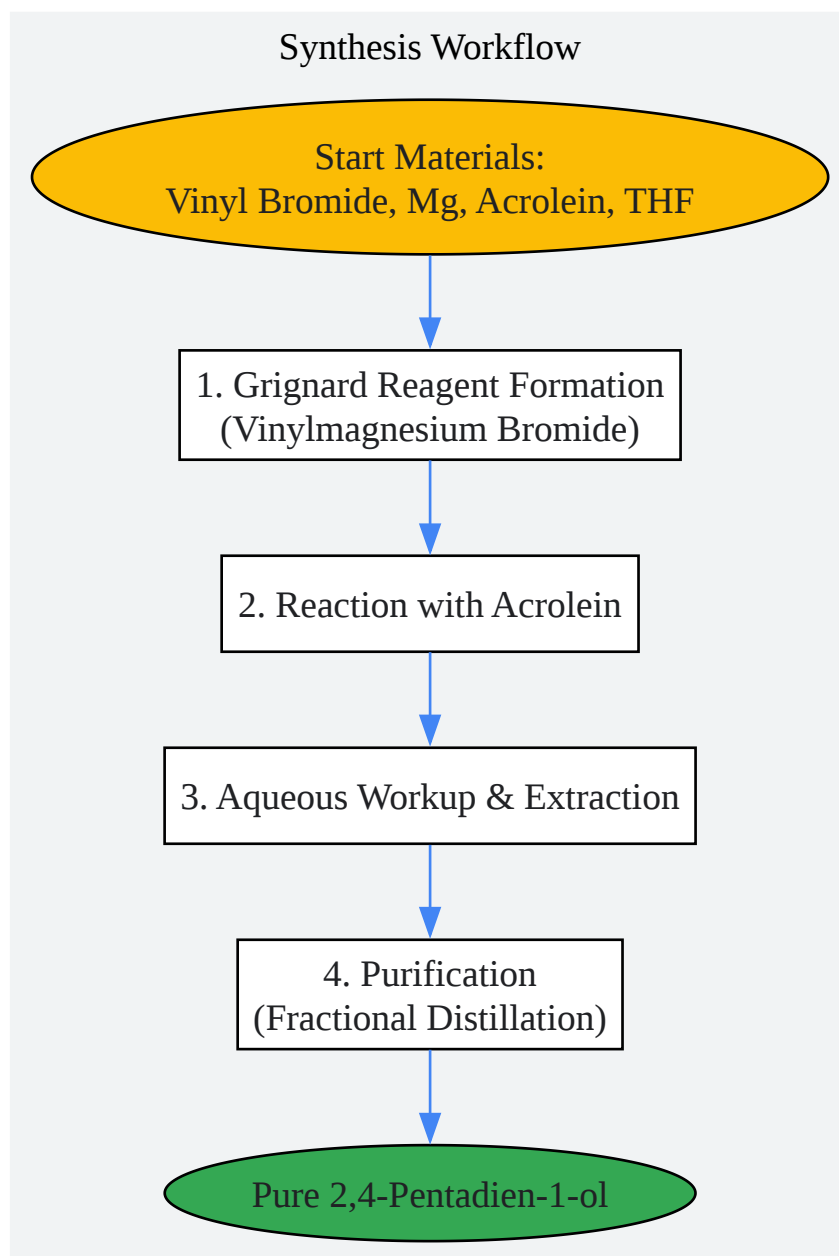 Synthesis Workflow
Start Materials:
Vinyl Bromide, Mg, Acrolein, THF
1. Grignard Reagent Formation
(Vinylmagnesium Bromide)
2. Reaction with Acrolein
3. Aqueous Workup & Extraction
4. Purification
(Fractional Distillation)
Pure 2,4-Pentadien-1-ol